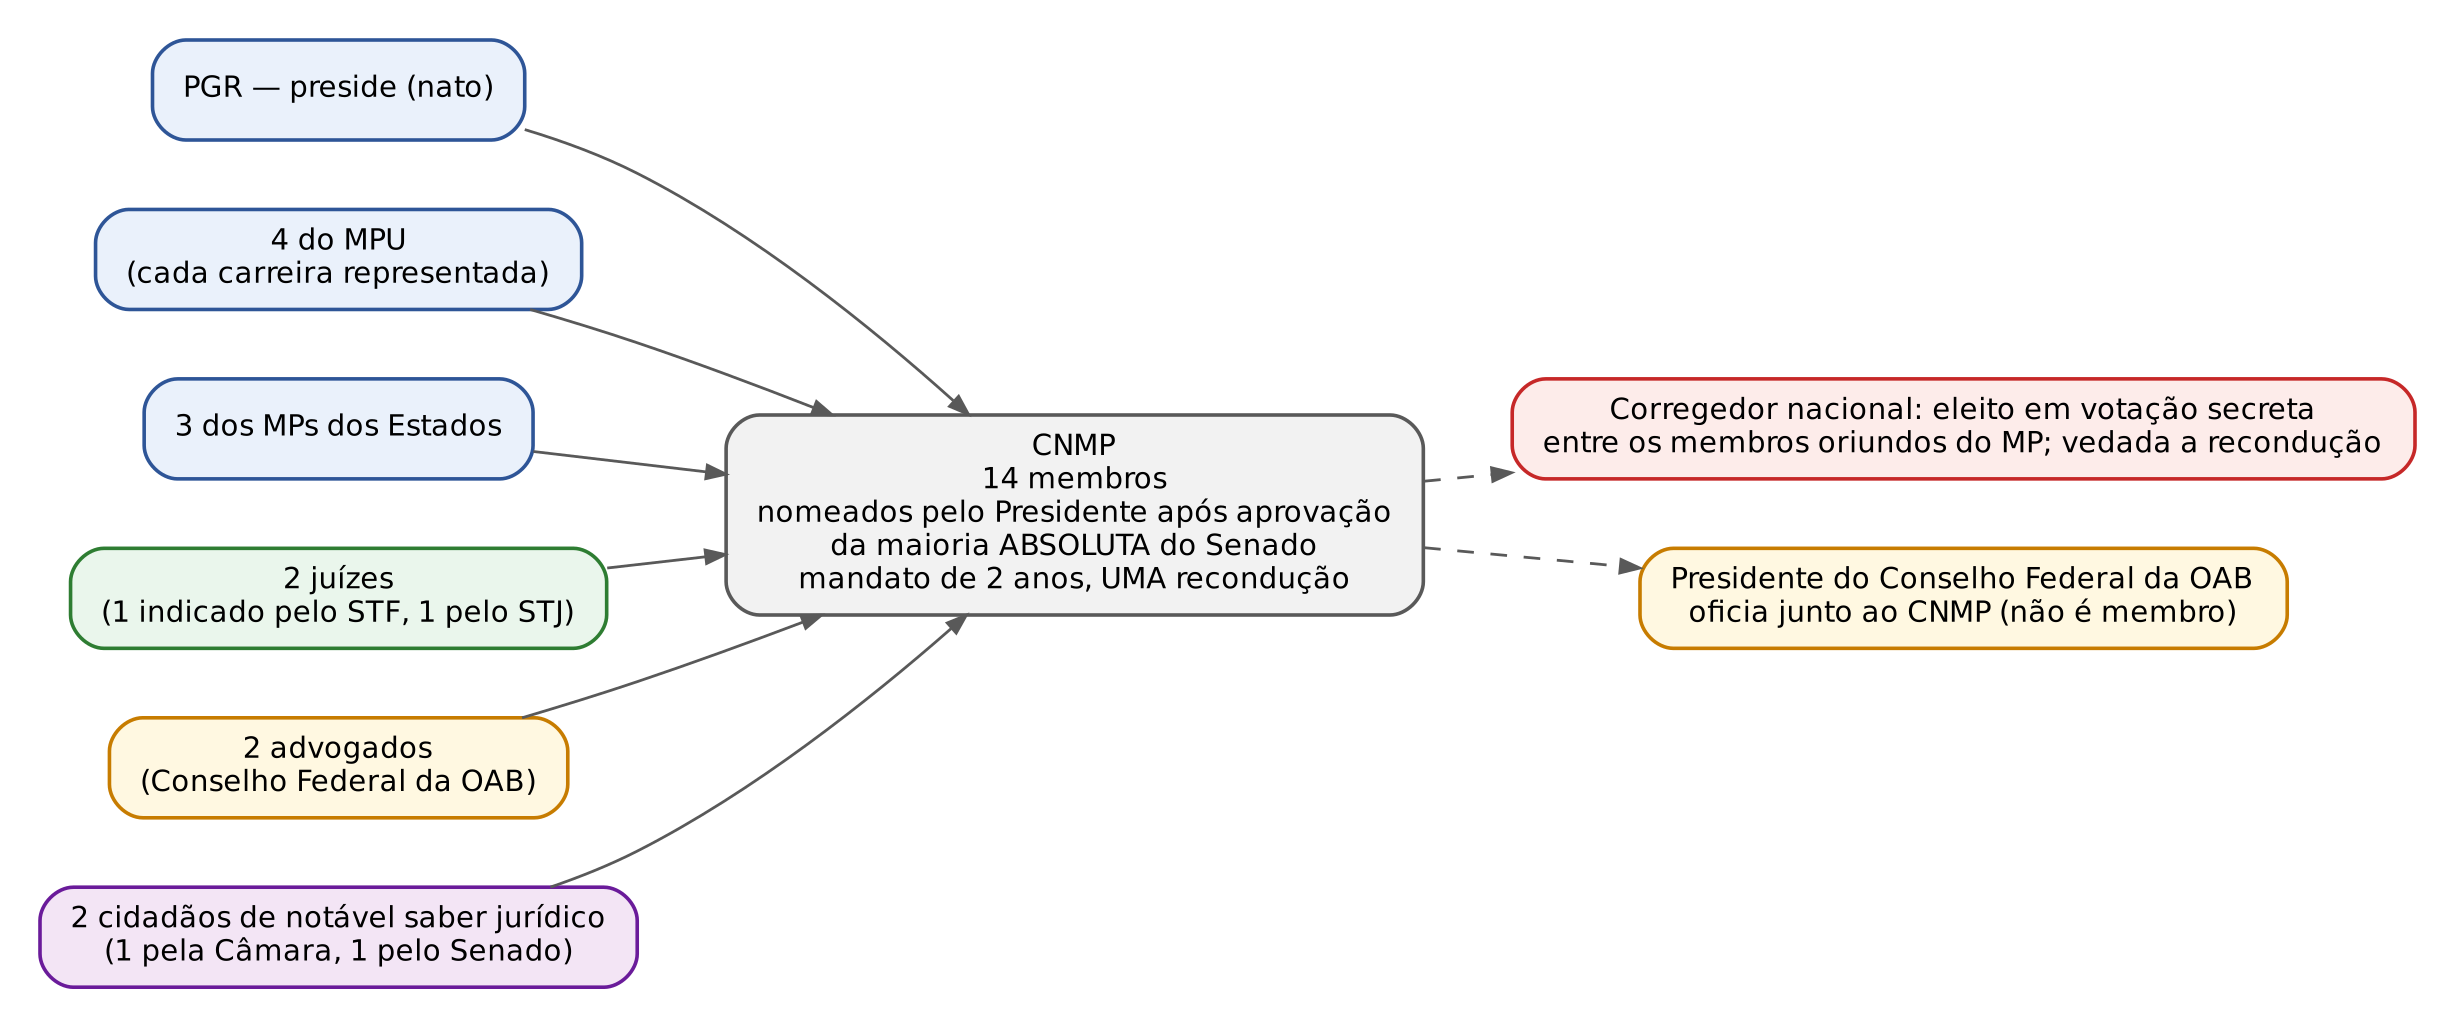 PGR — preside (nato)
4 do MPU
(cada carreira representada)
3 dos MPs dos Estados
2 juízes
(1 indicado pelo STF, 1 pelo STJ)
2 advogados
(Conselho Federal da OAB)
2 cidadãos de notável saber jurídico
(1 pela Câmara, 1 pelo Senado)
CNMP
14 membros
nomeados pelo Presidente após aprovação
da maioria ABSOLUTA do Senado
mandato de 2 anos, UMA recondução
Corregedor nacional: eleito em votação secreta
entre os membros oriundos do MP; vedada a recondução
Presidente do Conselho Federal da OAB
oficia junto ao CNMP (não é membro)